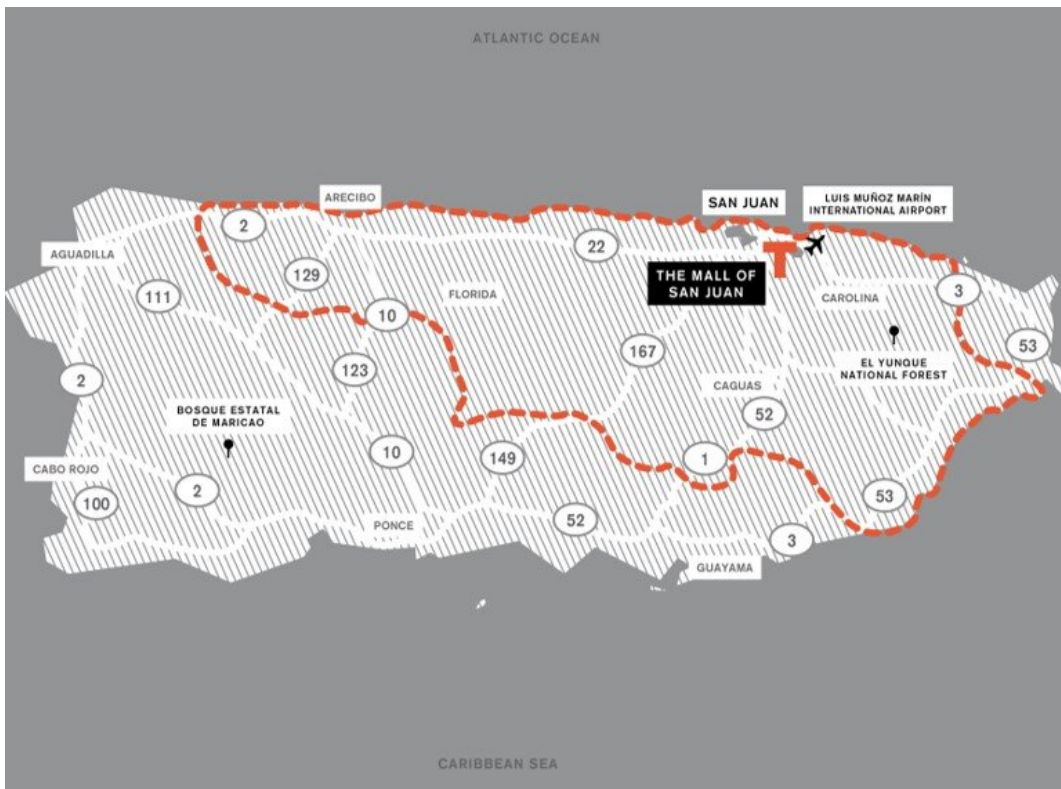 ATLANTIC OCEAN
ARECIBO
SAN JUAN
LUIS MUÑOZ MARÍN
INTERNATIONAL AIRPORT
2
22
AGUADILLA
129
THE MALL OF
SAN JUAN
111
FLORIDA
CAROLINA
3
10
167
53
EL YUNQUE
NATIONAL FOREST
2
123
CAGUAS
52
BOSQUE ESTATAL
DE MARICAO
10
149
1
CABO ROJO
100
2
53
PONCE
52
3
GUAYAMA
CARIBBEAN SEA